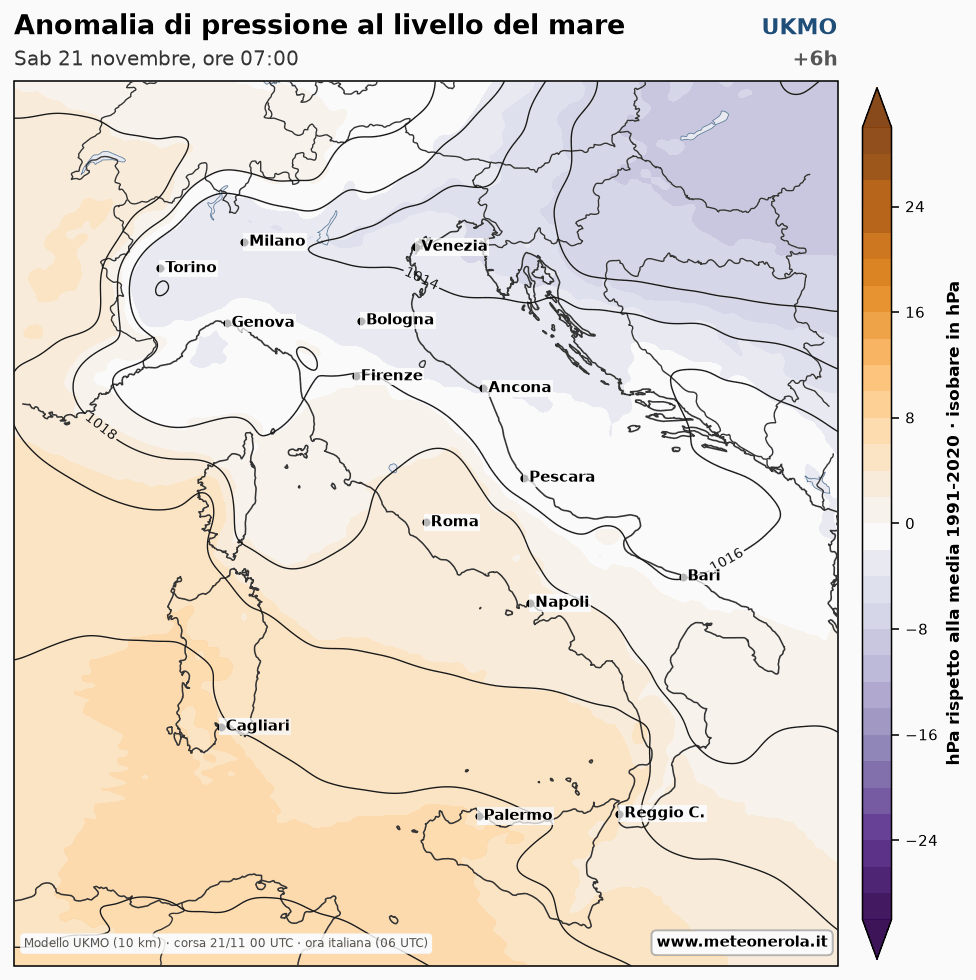 Anomalia di pressione al livello del mare
UKMO
Sab 21 novembre, ore 07:00
+6h
Milano
Venezia
Torino
1014
Genova
Bologna
Firenze
Ancona
1018
Pescara
Roma
1016
Bari
Napoli
Cagliari
Palermo
Reggio C.
24
16
8
0
−8
−16
−24
hPa rispetto alla media 1991-2020 · isobare in hPa
Modello UKMO (10 km) · corsa 21/11 00 UTC · ora italiana (06 UTC)
www.meteonerola.it